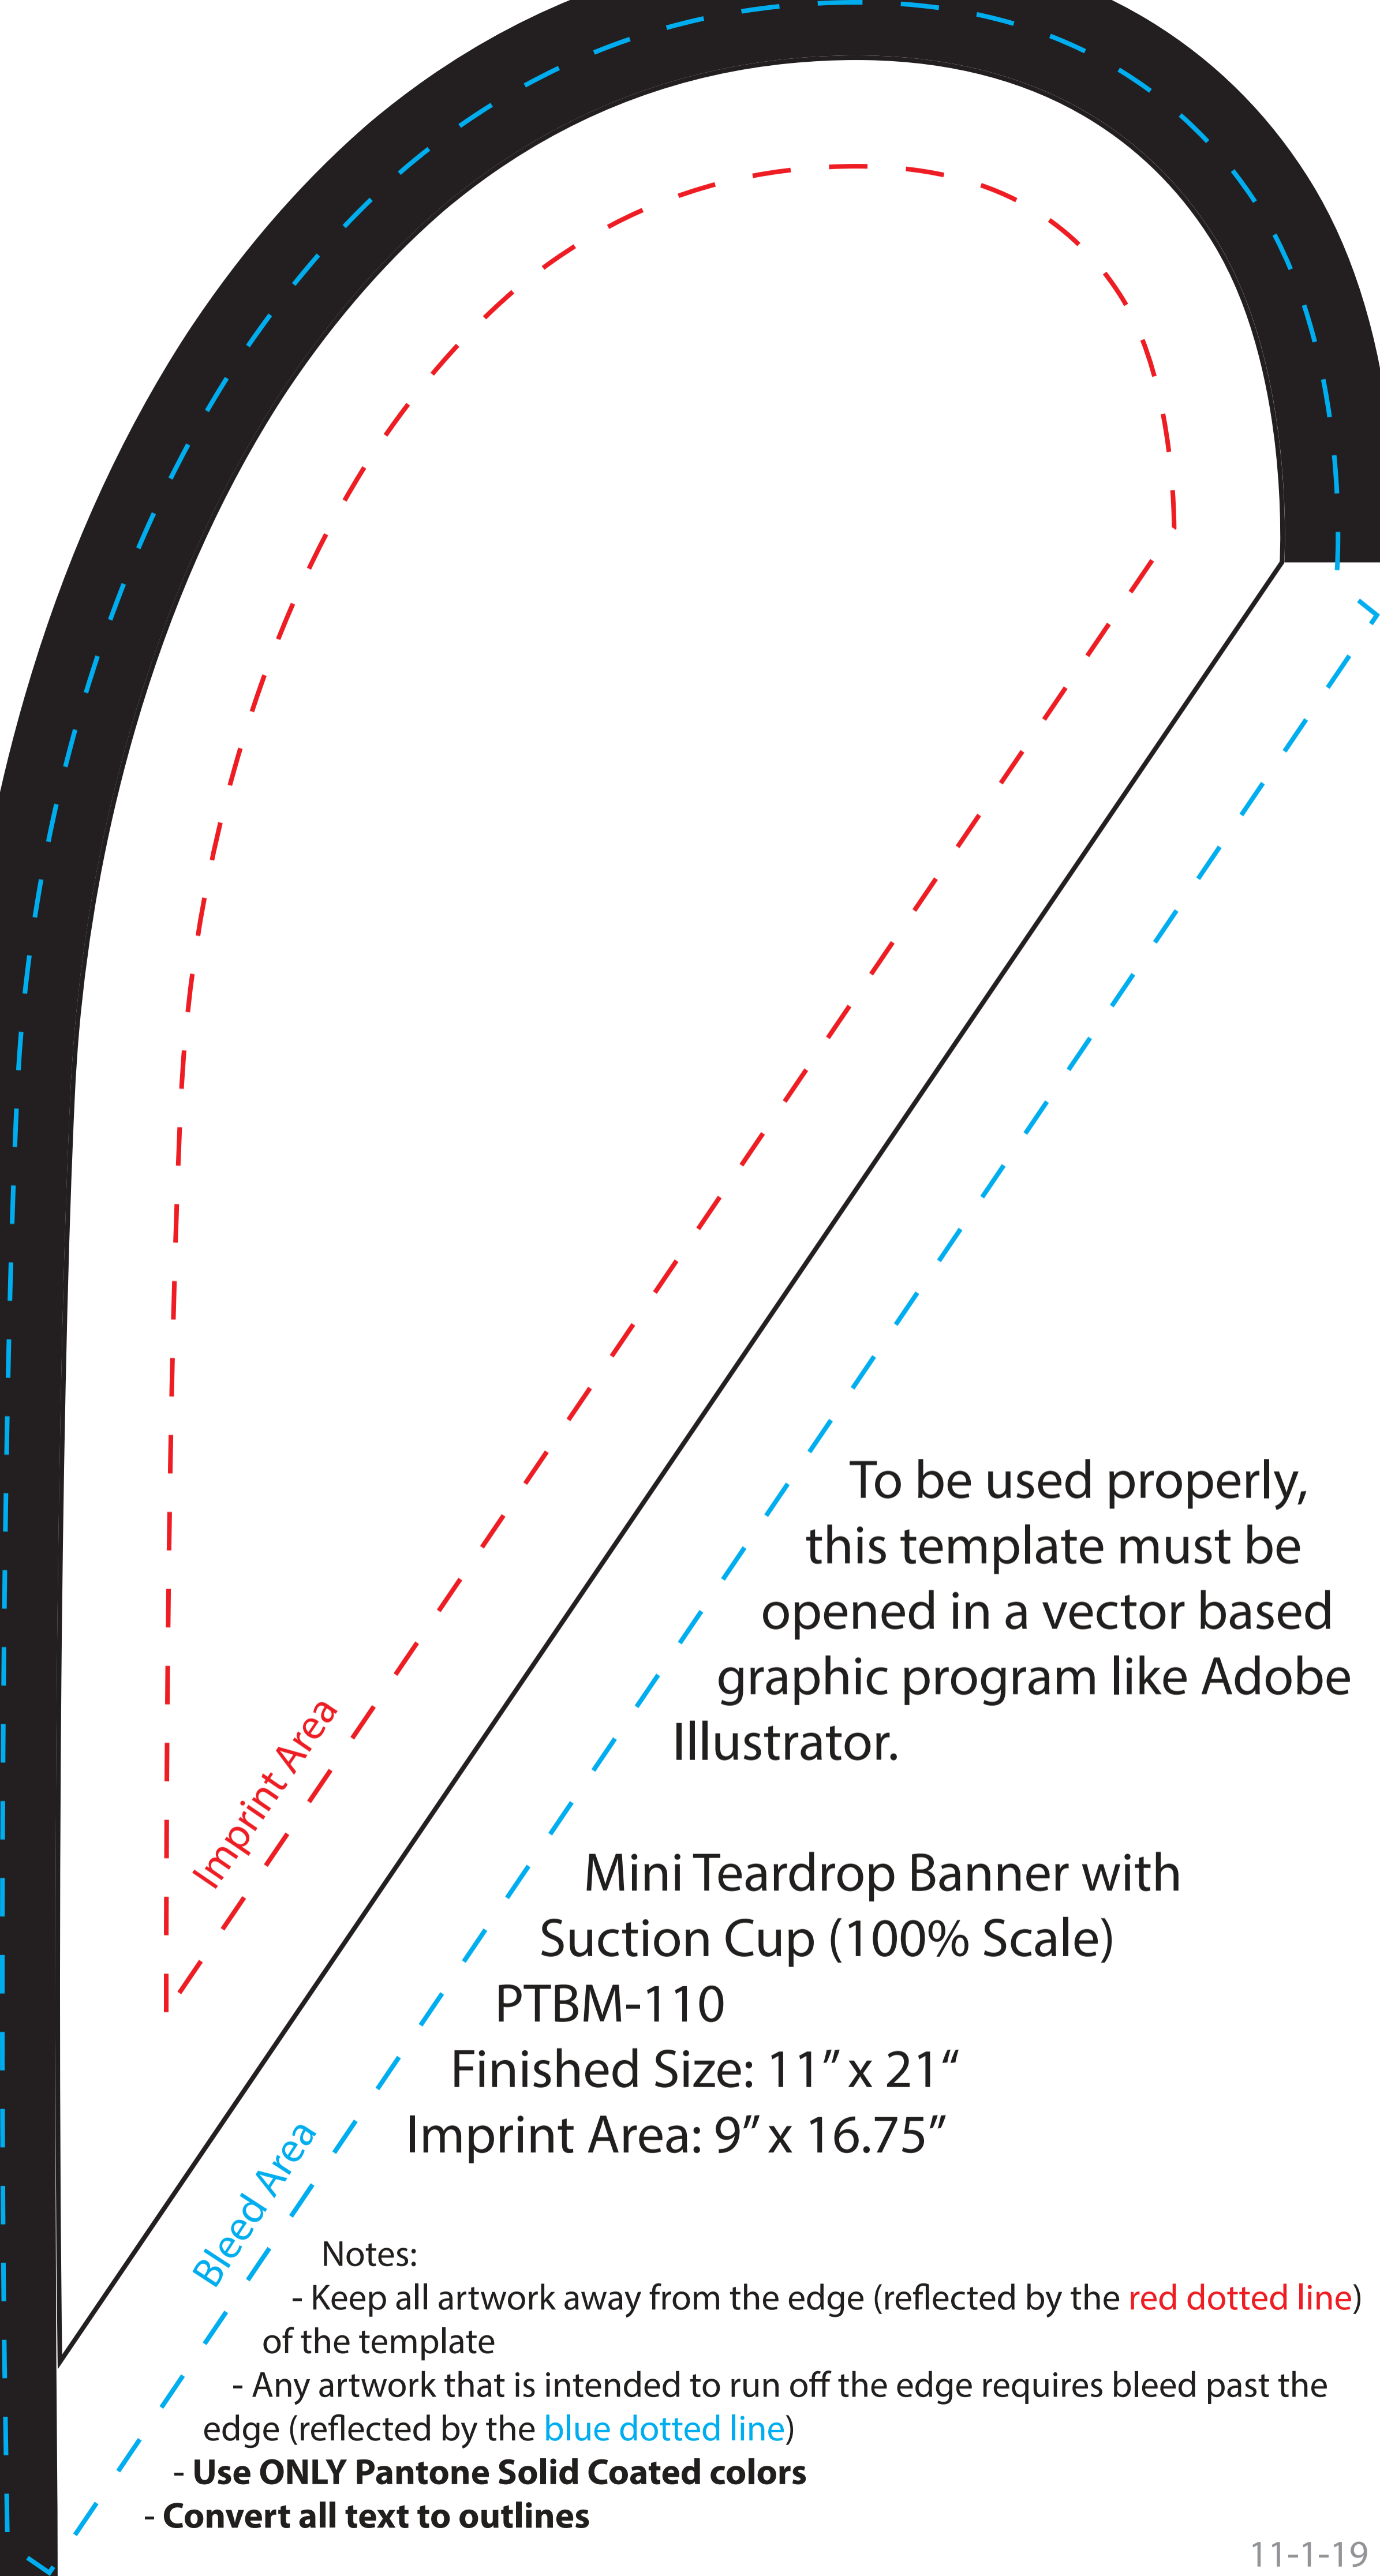 To be used properly,
this template must be
opened in a vector based
graphic program like Adobe
Illustrator.
Imprint Area
Mini Teardrop Banner with
Suction Cup (100% Scale)
PTBM-110
Finished Size: 11” x 21“
Imprint Area: 9” x 16.75”
Bleed Area
Notes:
- Keep all artwork away from the edge (reflected by the red dotted line)
of the template
- Any artwork that is intended to run off the edge requires bleed past the
edge (reflected by the blue dotted line)
- Use ONLY Pantone Solid Coated colors
- Convert all text to outlines
11-1-19